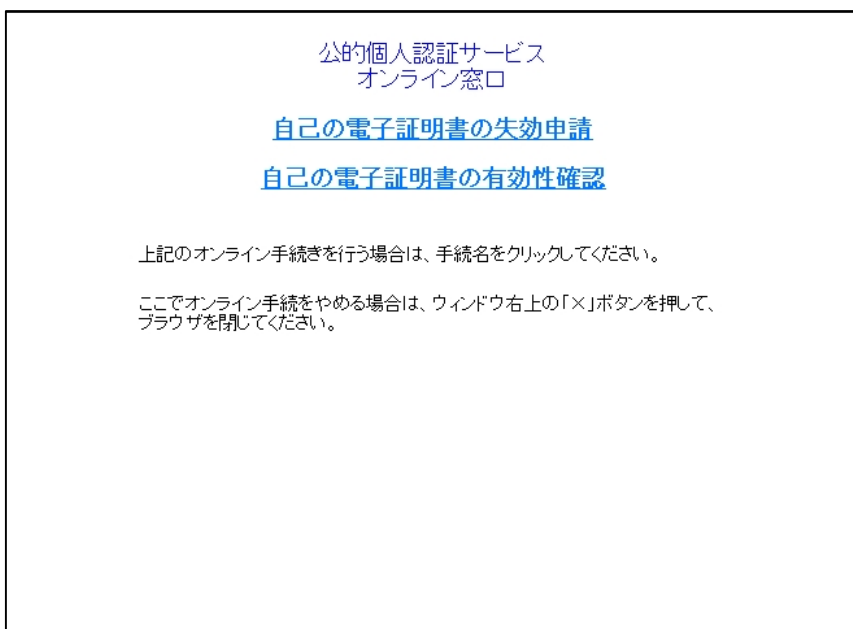 公的個人認証サービス
オンライン窓口
自己の電子証明書の失効申請
自己の電子証明書の有効性確認
上記のオンライン手続きを行う場合は、手続名をクリックしてください。
ここでオンライン手続をやめる場合は、ウィンドウ右上の「×」ボタンを押して、
ブラウザを閉じてください。